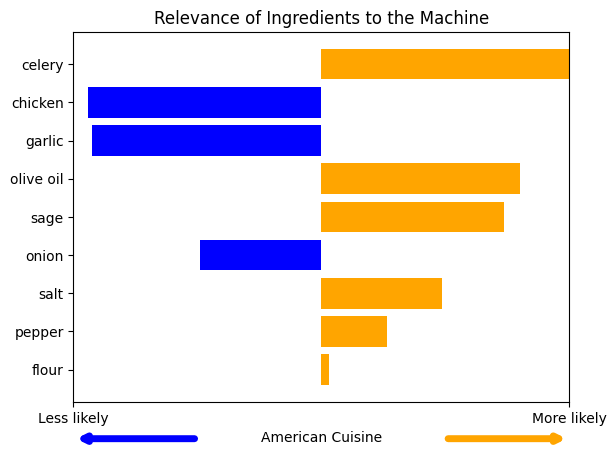 Relevance of Ingredients to the Machine
celery
chicken
garlic
olive oil
sage
onion
salt
pepper
flour
Less likely
More likely
American Cuisine